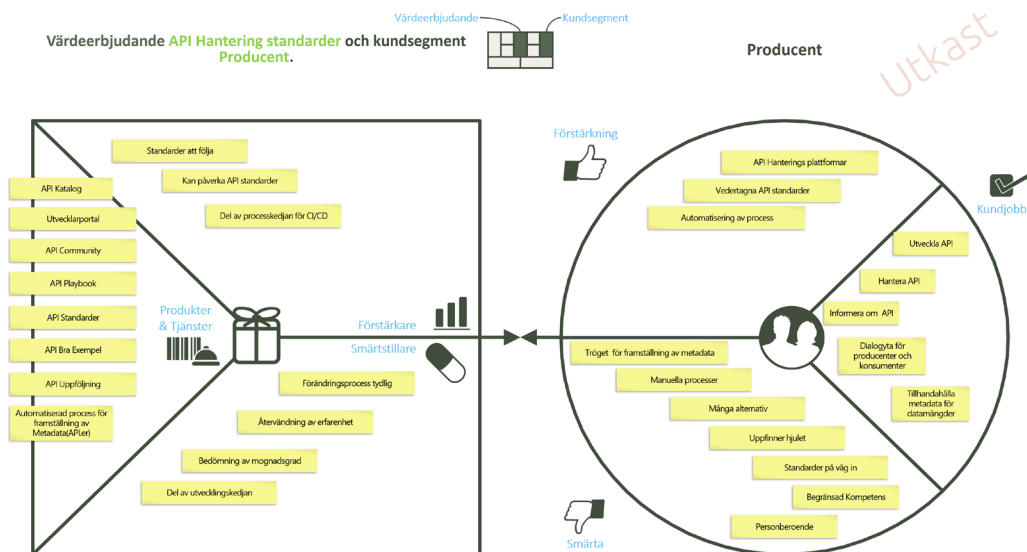 Värdeerbjudande
Kundsegment
Värdeerbjudande API Hantering standarder och kundsegment
Producent.
Producent
Utkast
Standarder att följa
Kan påverka API standarder
Del av processkedjan för CI/CD
API Katalog
Utvecklarportal
API Community
API Playbook
API Standarder
API Bra Exempel
API Uppföljning
Automatiserad process för
framställning av
Metadata(API.er)
Produkter
& Tjänster
Förstärkare
Smärtstillare
Förändringsprocess tydlig
Återvändning av erfarenhet
Bedömning av mognadsgrad
Del av utvecklingskedjan
Förstärkning
API Hanterings plattformar
Vedertagna API standarder
Automatisering av process
Kundjobb
Utveckla API
Hantera API
Informera om API
Dialogyta för
producenter och
konsumenter
Tillhandahålla
metadata för
datamängder
Tröget för framställning av metadata
Manuella processer
Många alternativ
Uppfinner hjulet
Standarder på väg in
Begränsad Kompetens
Personberoende
Smärta